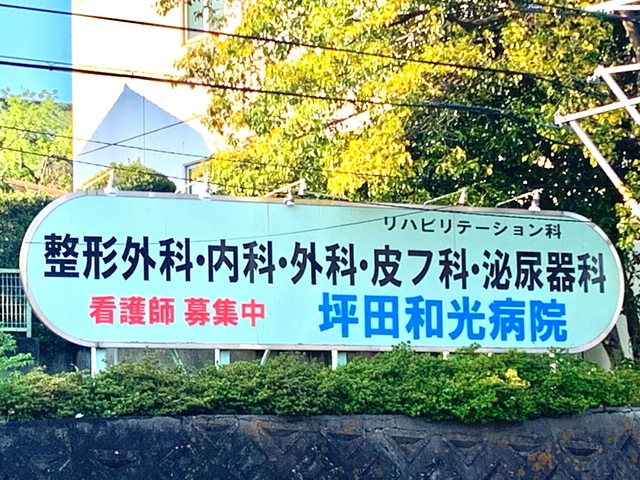 リハビリテーション科
整形外科・内科・外科・皮フ科・泌尿器科
看護師 募集中
坪田和光病院